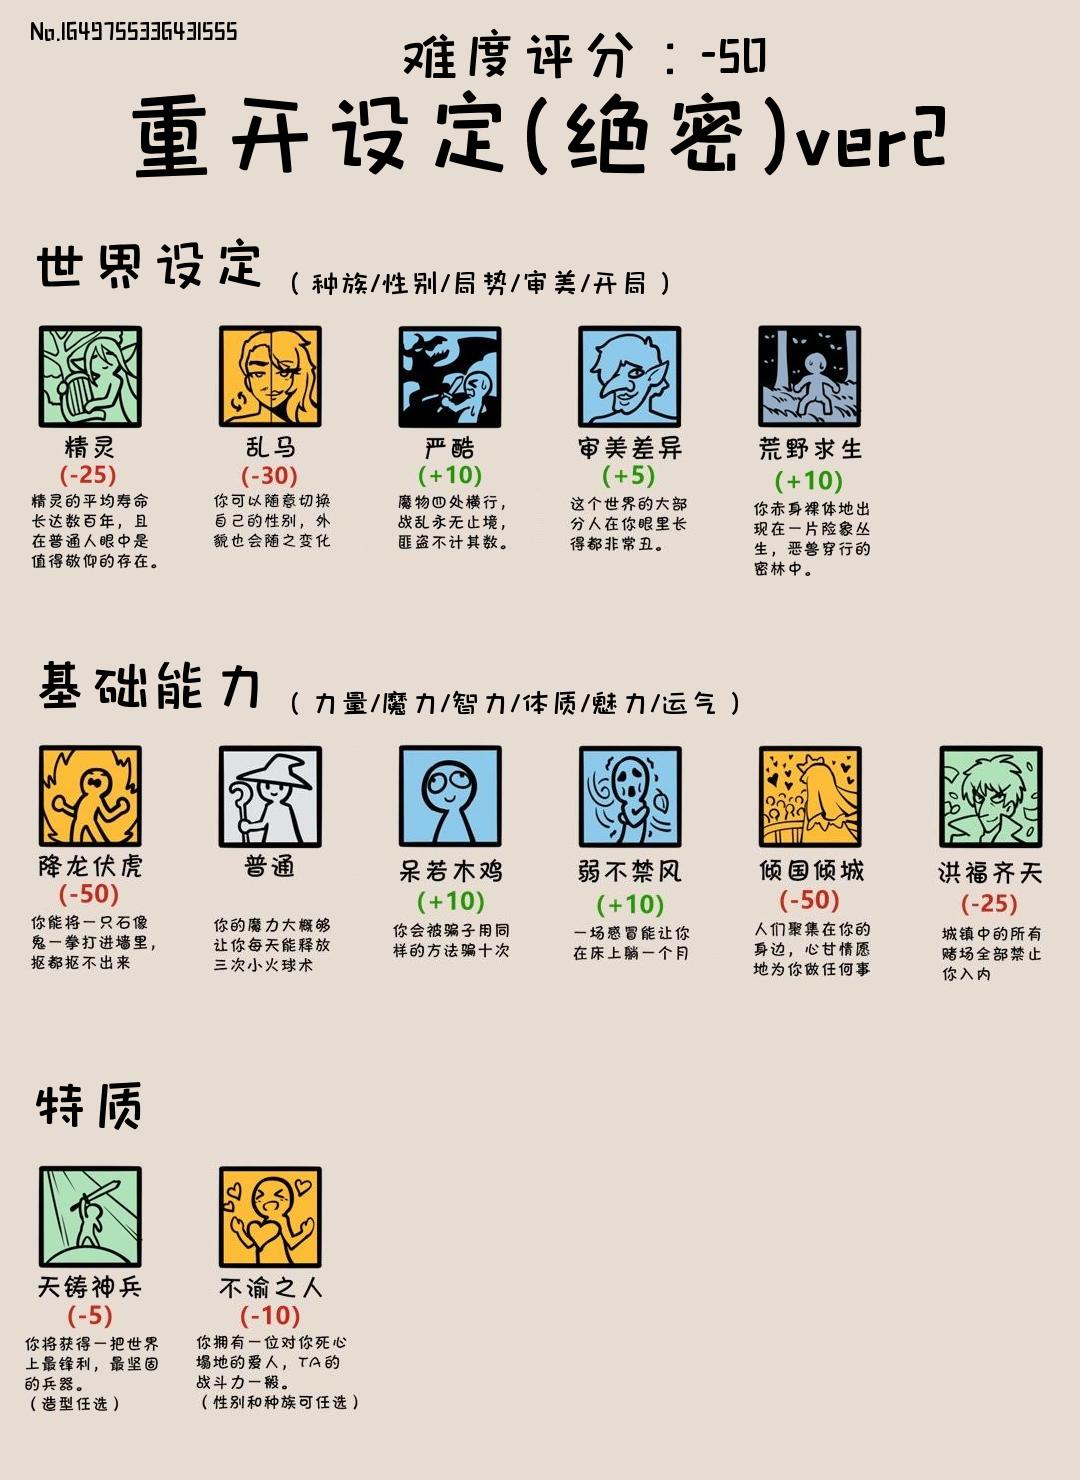 No.1649755336431555
难度评分：-50
重开设定(绝密)ver2
世界设定（种族/性别/局势/审美/开局）
精灵
(-25)
精灵的平均寿命
长达数百年，且
在普通人眼中是
值得敬仰的存在。
乱马
(-30)
你可以随意切换
自己的性别，外
貌也会随之变化
严酷
(+10)
魔物四处横行，
战乱永无止境，
匪盗不计其数。
审美差异
(+5)
这个世界的大部
分人在你眼里长
得都非常丑。
荒野求生
(+10)
你赤身裸体地出
现在一片险象丛
生，恶兽穿行的
密林中。
基础能力（力量/魔力/智力/体质/魅力/运气）
降龙伏虎
(-50)
你能将一只石像
鬼一拳打进墙里，
抠都抠不出来
普通
你的魔力大概够
让你每天能释放
三次小火球术
呆若木鸡
(+10)
你会被骗子用同
样的方法骗十次
弱不禁风
(+10)
一场感冒能让你
在床上躺一个月
倾国倾城
(-50)
人们聚集在你的
身边，心甘情愿
地为你做任何事
洪福齐天
(-25)
城镇中的所有
赌场全部禁止
你入内
特质
天铸神兵
(-5)
你将获得一把世界
上最锋利，最坚固
的兵器。
（造型任选）
不渝之人
(-10)
你拥有一位对你死心
塌地的爱人，TA的
战斗力一般。
（性别和种族可任选）